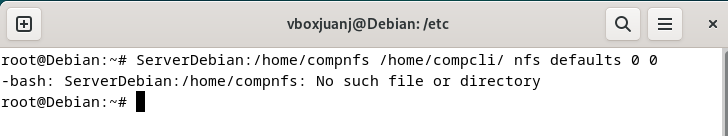 vboxjuanj@Debian: /etc
root@Debian:~# ServerDebian:/home/compnfs /home/compcli/ nfs defaults 0 0
-bash: ServerDebian:/home/compnfs: No such file or directory
root@Debian:~#